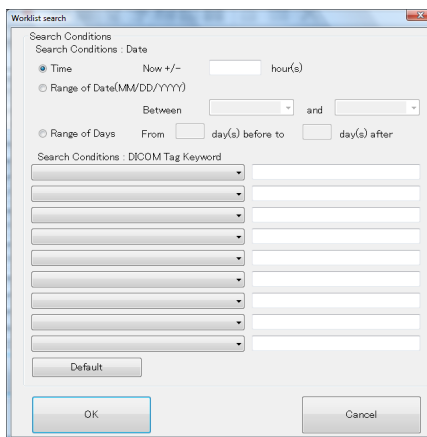 Worklist search
Search Conditions
Search Conditions : Date
Time Now +/- hour(s)
Range of Date(MM/DD/YYYY)
Between and
Range of Days From day(s) before to day(s) after
Search Conditions : DICOM Tag Keyword
Default
OK Cancel